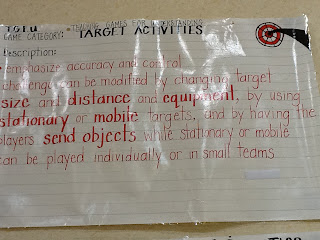 TGfU - TEACHING GAMES FOR UNDERSTANDING
GAME CATEGORY: TARGET ACTIVITIES
Description:
emphasize accuracy and control
challenge can be modified by changing target
size and distance and equipment, by using
stationary or mobile targets, and by having the
players send objects while stationary or mobile
can be played individually or in small teams